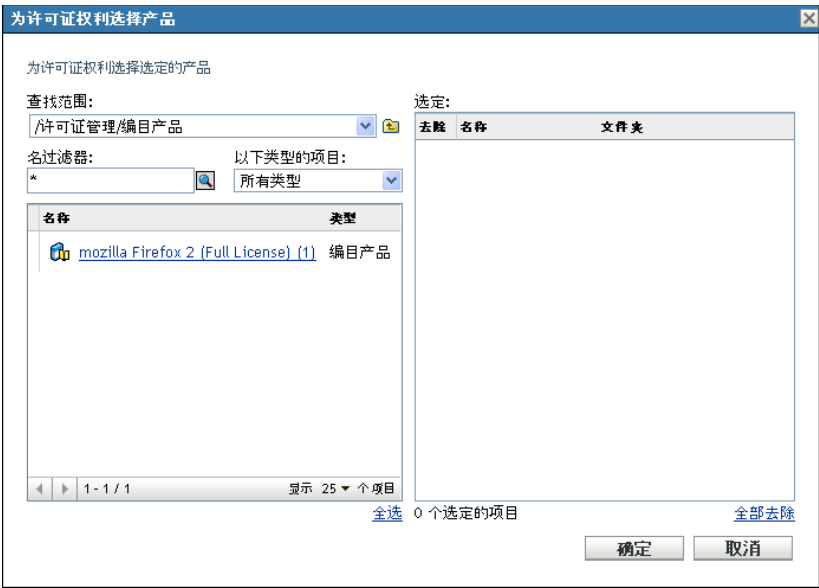 为许可证权利选择产品
为许可证权利选择选定的产品
查找范围:
/许可证管理/编目产品
名过滤器:
以下类型的项目:
*
所有类型
名称
类型
mozilla Firefox 2 (Full License) (1)
编目产品
1 - 1 / 1
显示 25 个项目
全选
选定:
去除
名称
文件夹
0 个选定的项目
全部去除
确定
取消